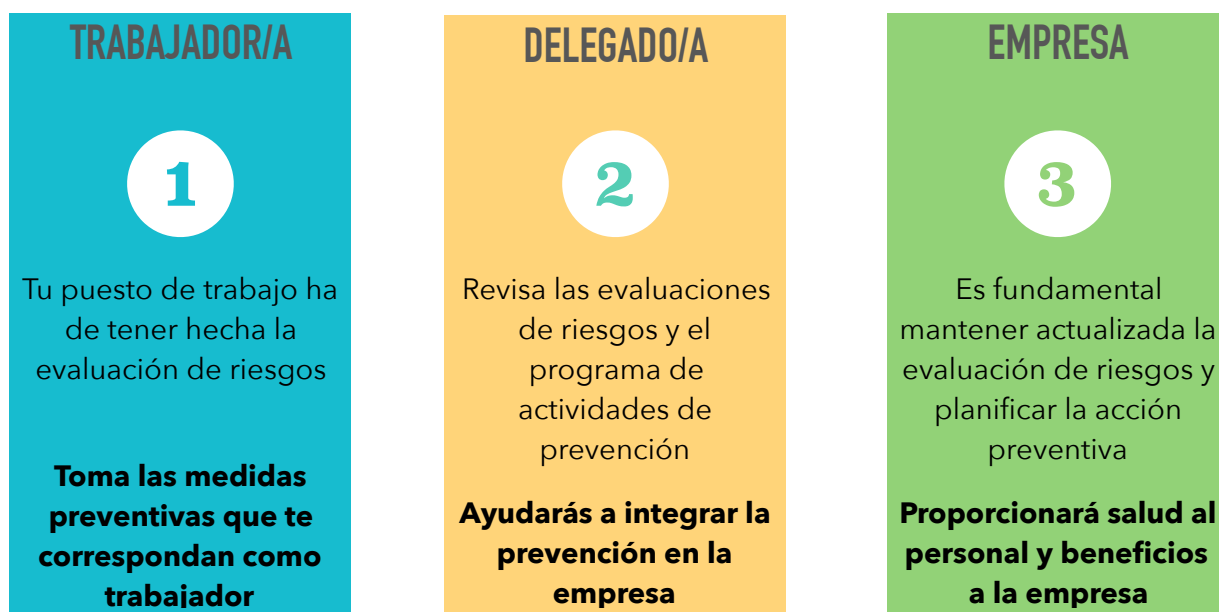 TRABAJADOR/A
1
Tu puesto de trabajo ha
de tener hecha la
evaluación de riesgos
Toma las medidas
preventivas que te
correspondan como
trabajador
DELEGADO/A
2
Revisa las evaluaciones
de riesgos y el
programa de
actividades de
prevención
Ayudarás a integrar la
prevención en la
empresa
EMPRESA
3
Es fundamental
mantener actualizada la
evaluación de riesgos y
planificar la acción
preventiva
Proporcionará salud al
personal y beneficios
a la empresa